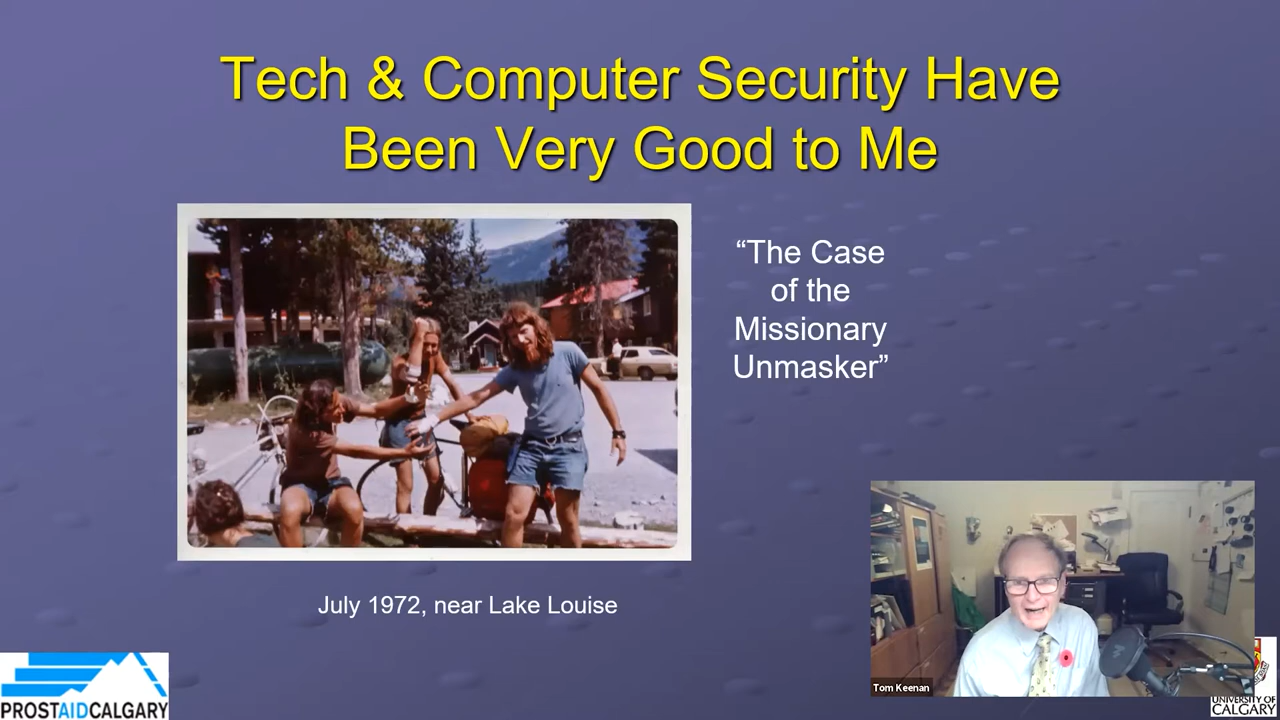 Tech & Computer Security Have
Been Very Good to Me
“The Case
of the
Missionary
Unmasker”
July 1972, near Lake Louise
Tom Keenan
PROSTAIDCALGARY
UNIVERSITY OF
CALGARY